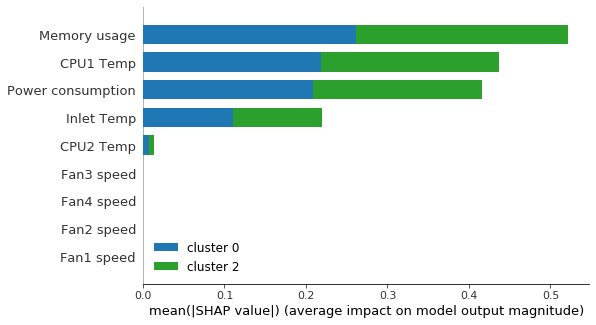 Memory usage
CPU1 Temp
Power consumption
Inlet Temp
CPU2 Temp
Fan3 speed
Fan4 speed
Fan2 speed
Fan1 speed
cluster 0
cluster 2
0.0 0.1 0.2 0.3 0.4 0.5
mean(|SHAP value|) (average impact on model output magnitude)